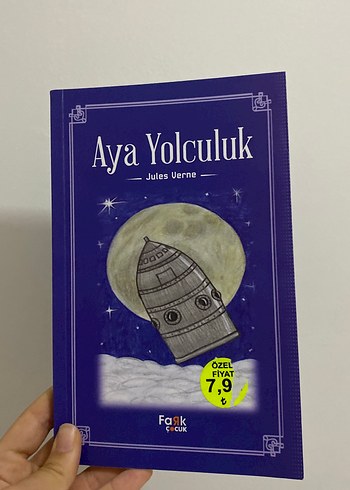 Aya Yolculuk
Jules Verne
ÖZEL
FİYAT
7,9
₺
FaRk
ÇOCUK